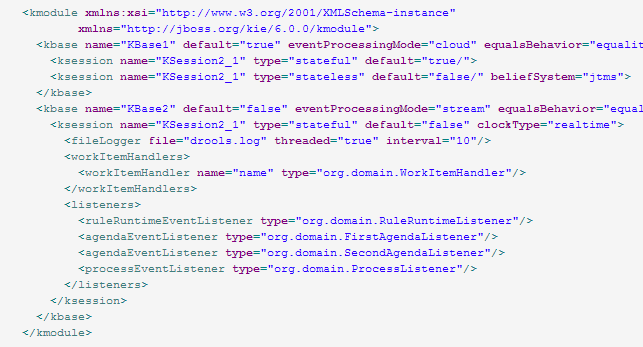 <kmodule xmlns:xsi="http://www.w3.org/2001/XMLSchema-instance"
xmlns="http://jboss.org/kie/6.0.0/kmodule">
<kbase name="KBase1" default="true" eventProcessingMode="cloud" equalsBehavior="equalit
<ksession name="KSession2_1" type="stateful" default="true/">
<ksession name="KSession2_1" type="stateless" default="false/" beliefSystem="jtms">
</kbase>
<kbase name="KBase2" default="false" eventProcessingMode="stream" equalsBehavior="equal
<ksession name="KSession2_1" type="stateful" default="false" clockType="realtime">
<fileLogger file="drools.log" threaded="true" interval="10"/>
<workItemHandlers>
<workItemHandler name="name" type="org.domain.WorkItemHandler"/>
</workItemHandlers>
<listeners>
<ruleRuntimeEventListener type="org.domain.RuleRuntimeListener"/>
<agendaEventListener type="org.domain.FirstAgendaListener"/>
<agendaEventListener type="org.domain.SecondAgendaListener"/>
<processEventListener type="org.domain.ProcessListener"/>
</listeners>
</ksession>
</kbase>
</kmodule>